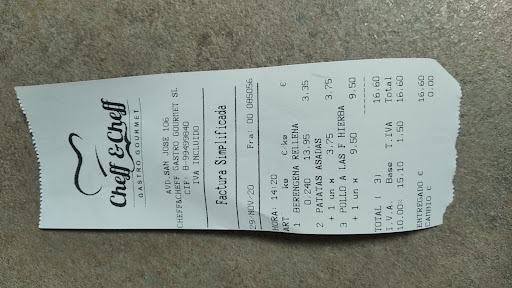 Cheff & Cheff
GASTRO GOURMET
AVD.SAN JOSE 106
CHEFF&CHEFF GASTRO GOURMET SL
CIF: B-99499840
IVA INCLUIDO
Factura Simplificada
29-NOV-20 Fra: 00 085056
HORA: 14:20
ART kg €/kg €
1 BERENGENA RELLENA
0.240 13.95 3.35
2 PATATAS ASADAS
+ 1 un x 3.75 3.75
3 POLLO A LAS F.HIERBA
+ 1 un x 9.50 9.50
TOTAL ( 3) 16.60
I.V.A. Base T.IVA Total
10.00% 15.10 1.50 16.60
ENTREGADO € 16.60
CAMBIO € 0.00